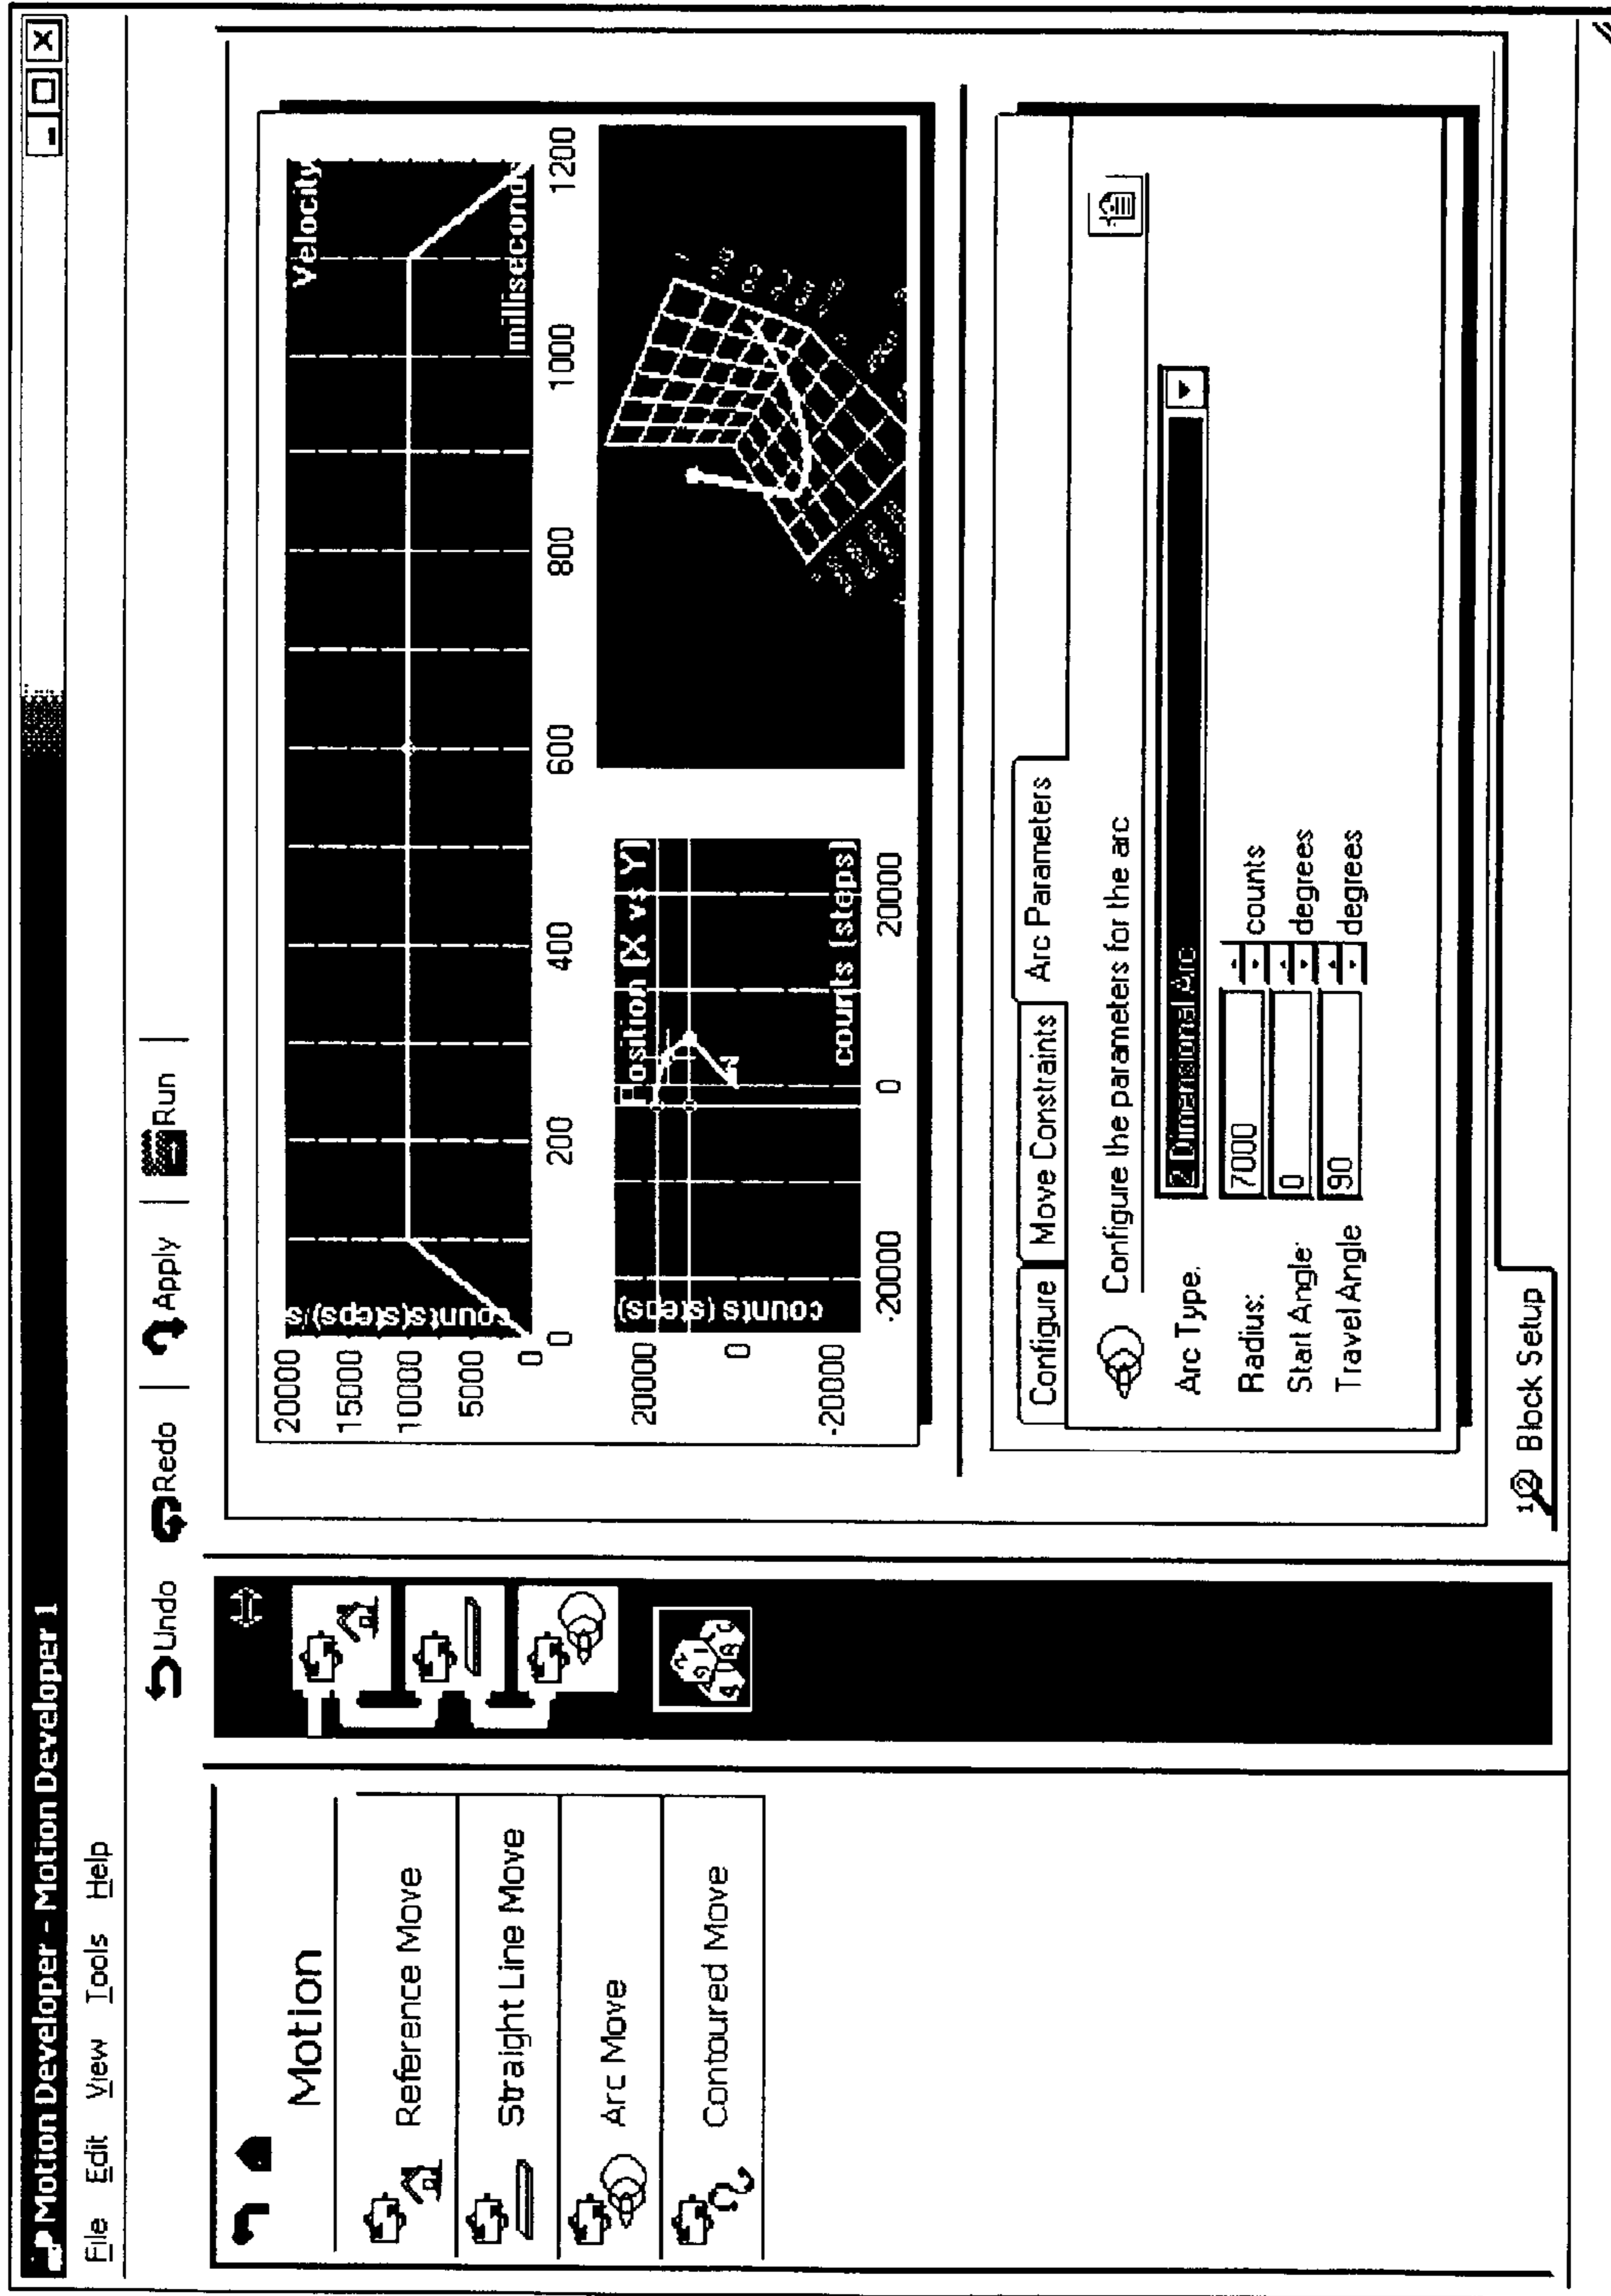 Motion Developer - Motion Developer 1
File Edit View Tools Help
Undo Redo Apply Run
Motion
Reference Move
Straight Line Move
Arc Move
Contoured Move
20000
15000
10000
5000
0
counts(steps)/s
Velocity
milliseconds
0 200 400 600 800 1000 1200
20000
0
-20000
counts(steps)
Position (X vs Y)
counts (steps)
-20000 0 20000
Configure Move Constraints Arc Parameters
Configure the parameters for the arc
Arc Type:
2 Dimensional Arc
Radius: 7000 counts
Start Angle: 0 degrees
Travel Angle 90 degrees
Block Setup